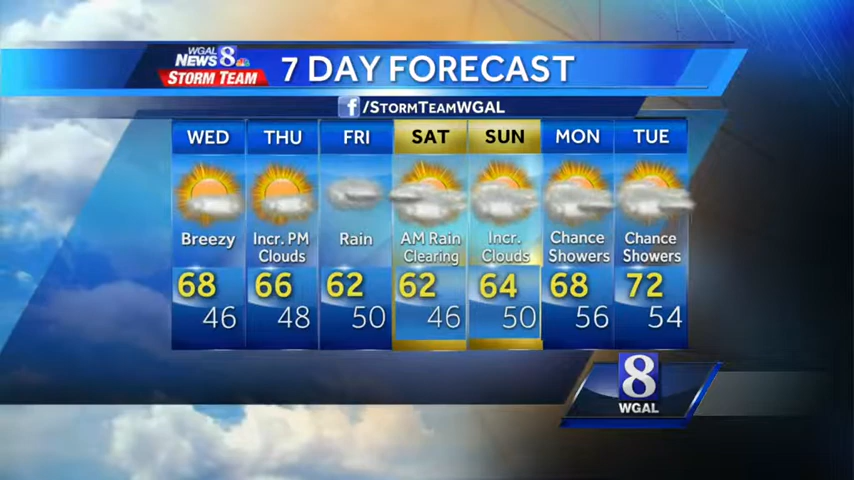 WGAL
NEWS 8
STORM TEAM
7 DAY FORECAST
f /STORMTEAMWGAL
WED THU FRI SAT SUN MON TUE
Breezy
Incr. PM
Clouds
Rain
AM Rain
Clearing
Incr.
Clouds
Chance
Showers
Chance
Showers
68 66 62 62 64 68 72
46 48 50 46 50 56 54
8
WGAL